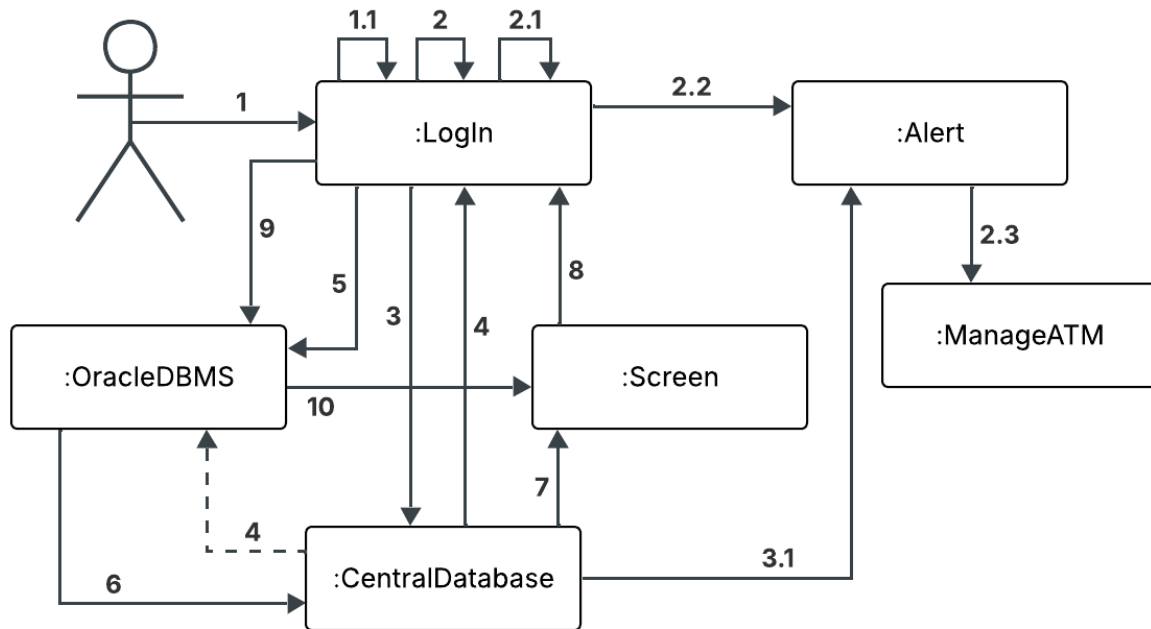 1.1
2
2.1
1
:LogIn
2.2
:Alert
9
5
3
4
8
2.3
:OracleDBMS
:Screen
:ManageATM
10
7
4
6
:CentralDatabase
3.1